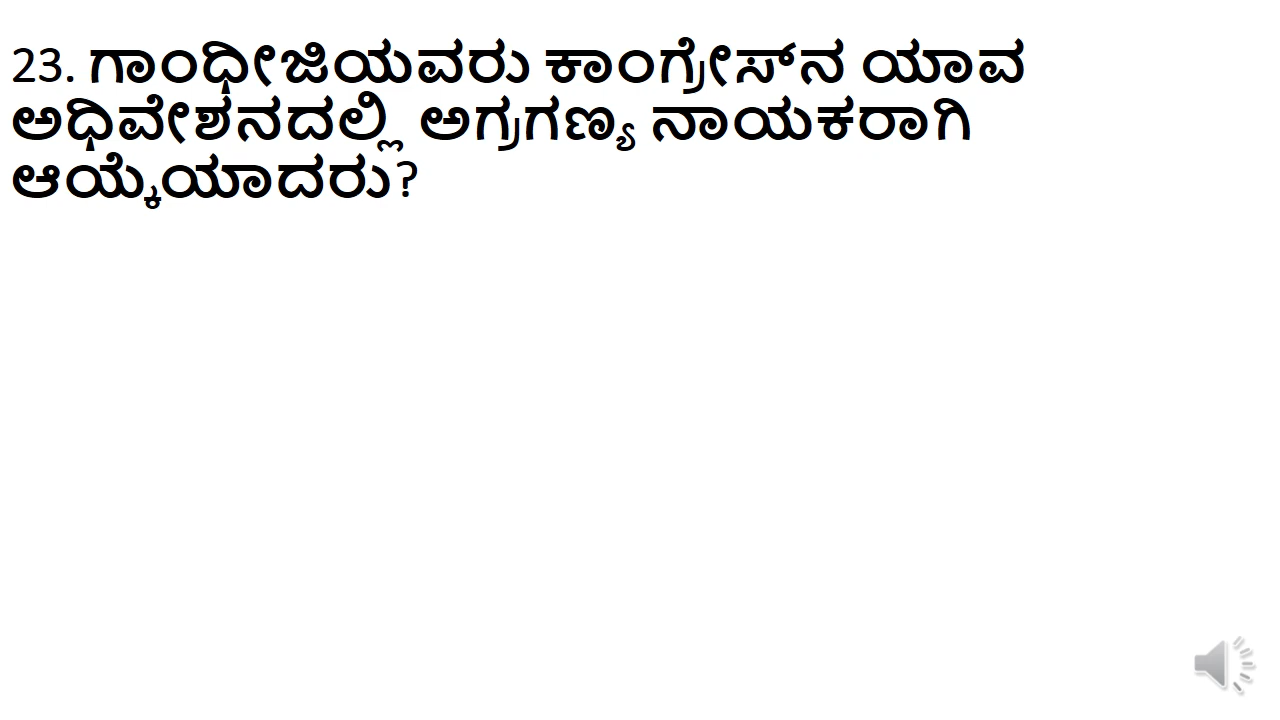 23. ಗಾಂಧೀಜಿಯವರು ಕಾಂಗ್ರೇಸ್‌ನ ಯಾವ
ಅಧಿವೇಶನದಲ್ಲಿ ಅಗ್ರಗಣ್ಯ ನಾಯಕರಾಗಿ
ಆಯ್ಕೆಯಾದರು?